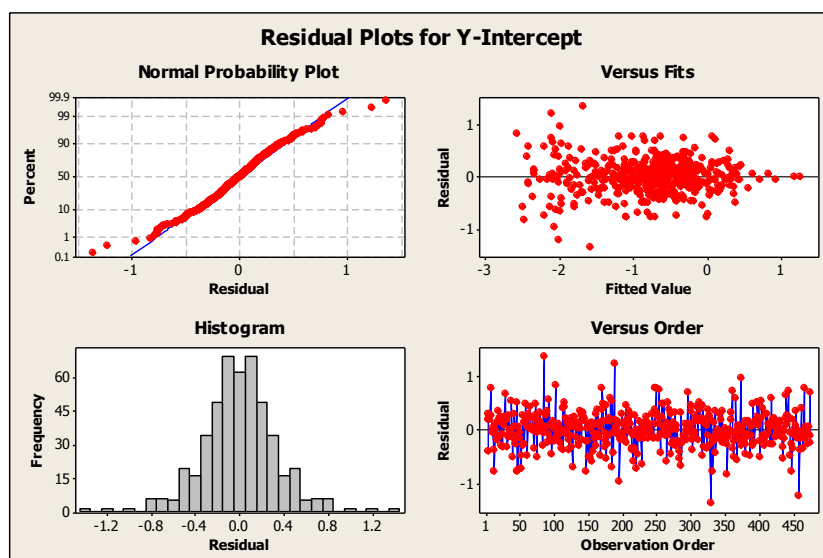 Residual Plots for Y-Intercept
Normal Probability Plot
99.9
99
90
50
10
1
0.1
Percent
-1 0 1
Residual
Versus Fits
1
0
-1
Residual
-3 -2 -1 0 1
Fitted Value
Histogram
60
45
30
15
0
Frequency
-1.2 -0.8 -0.4 0.0 0.4 0.8 1.2
Residual
Versus Order
1
0
-1
Residual
1 50 100 150 200 250 300 350 400 450
Observation Order